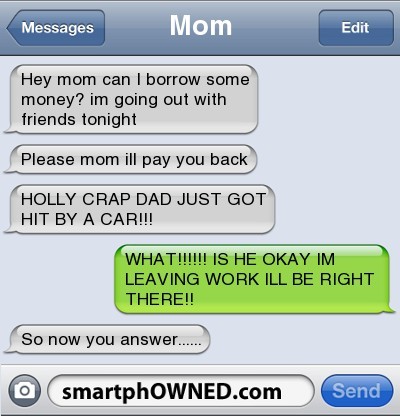 Messages
Mom
Edit
Hey mom can I borrow some
money? im going out with
friends tonight
Please mom ill pay you back
HOLLY CRAP DAD JUST GOT
HIT BY A CAR!!!
WHAT!!!!!! IS HE OKAY IM
LEAVING WORK ILL BE RIGHT
THERE!!
So now you answer......
smartphOWNED.com
Send